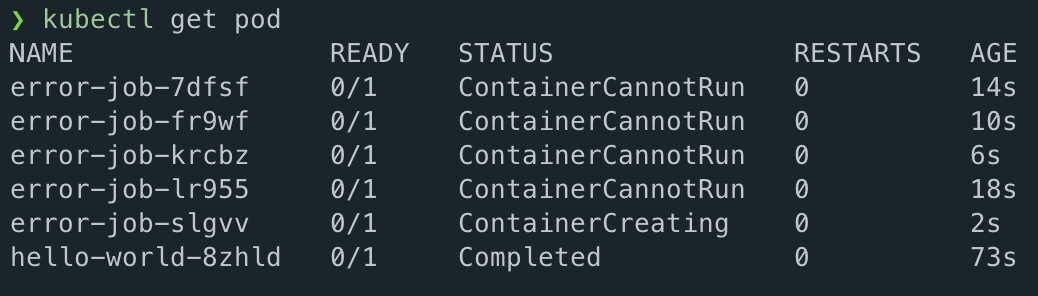 ❯ kubectl get pod
NAME READY STATUS RESTARTS AGE
error-job-7dfsf 0/1 ContainerCannotRun 0 14s
error-job-fr9wf 0/1 ContainerCannotRun 0 10s
error-job-krcbz 0/1 ContainerCannotRun 0 6s
error-job-lr955 0/1 ContainerCannotRun 0 18s
error-job-slgvv 0/1 ContainerCreating 0 2s
hello-world-8zhld 0/1 Completed 0 73s